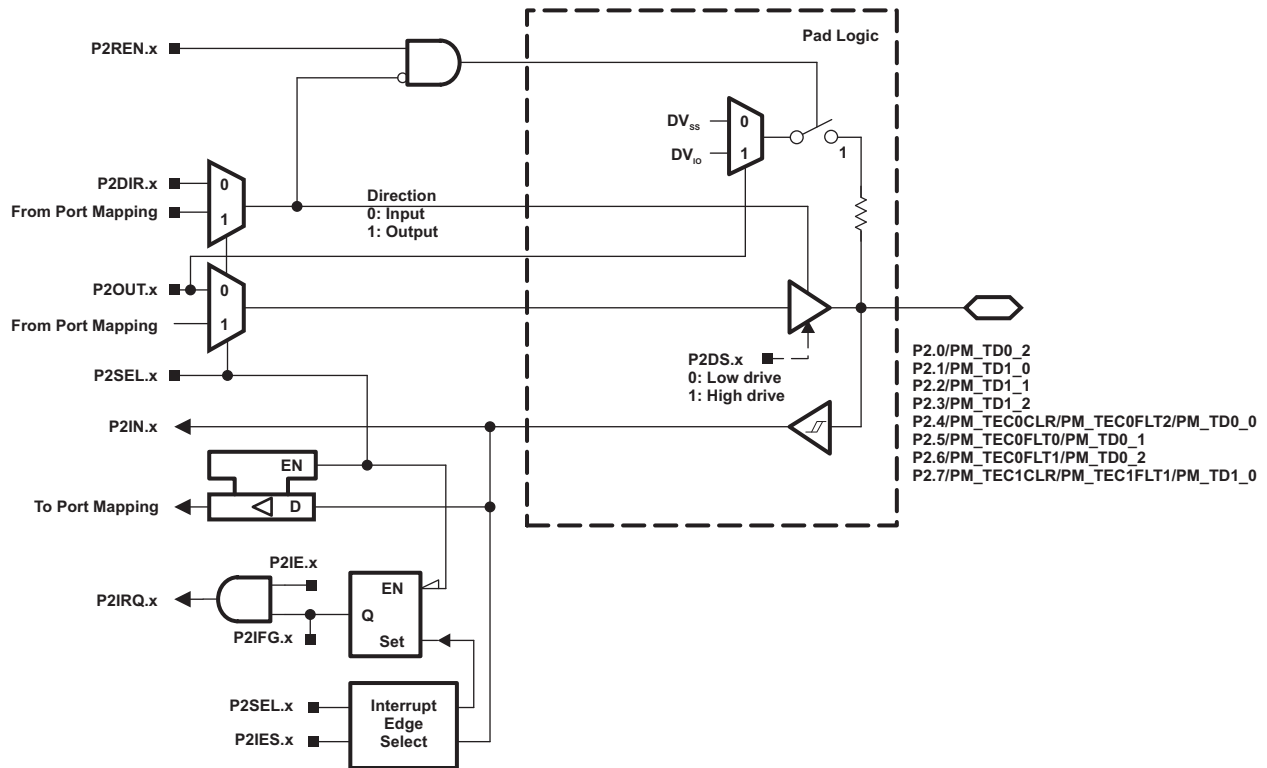 Pad Logic
P2REN.x
DVSS
0
DVIO
1
1
P2DIR.x
0
From Port Mapping
1
Direction
0: Input
1: Output
P2OUT.x
0
From Port Mapping
1
P2DS.x
0: Low drive
1: High drive
P2SEL.x
P2.0/PM_TD0_2
P2.1/PM_TD1_0
P2.2/PM_TD1_1
P2.3/PM_TD1_2
P2.4/PM_TEC0CLR/PM_TEC0FLT2/PM_TD0_0
P2.5/PM_TEC0FLT0/PM_TD0_1
P2.6/PM_TEC0FLT1/PM_TD0_2
P2.7/PM_TEC1CLR/PM_TEC1FLT1/PM_TD1_0
P2IN.x
EN
To Port Mapping
D
P2IE.x
EN
P2IRQ.x
Q
P2IFG.x
Set
P2SEL.x
P2IES.x
Interrupt
Edge
Select